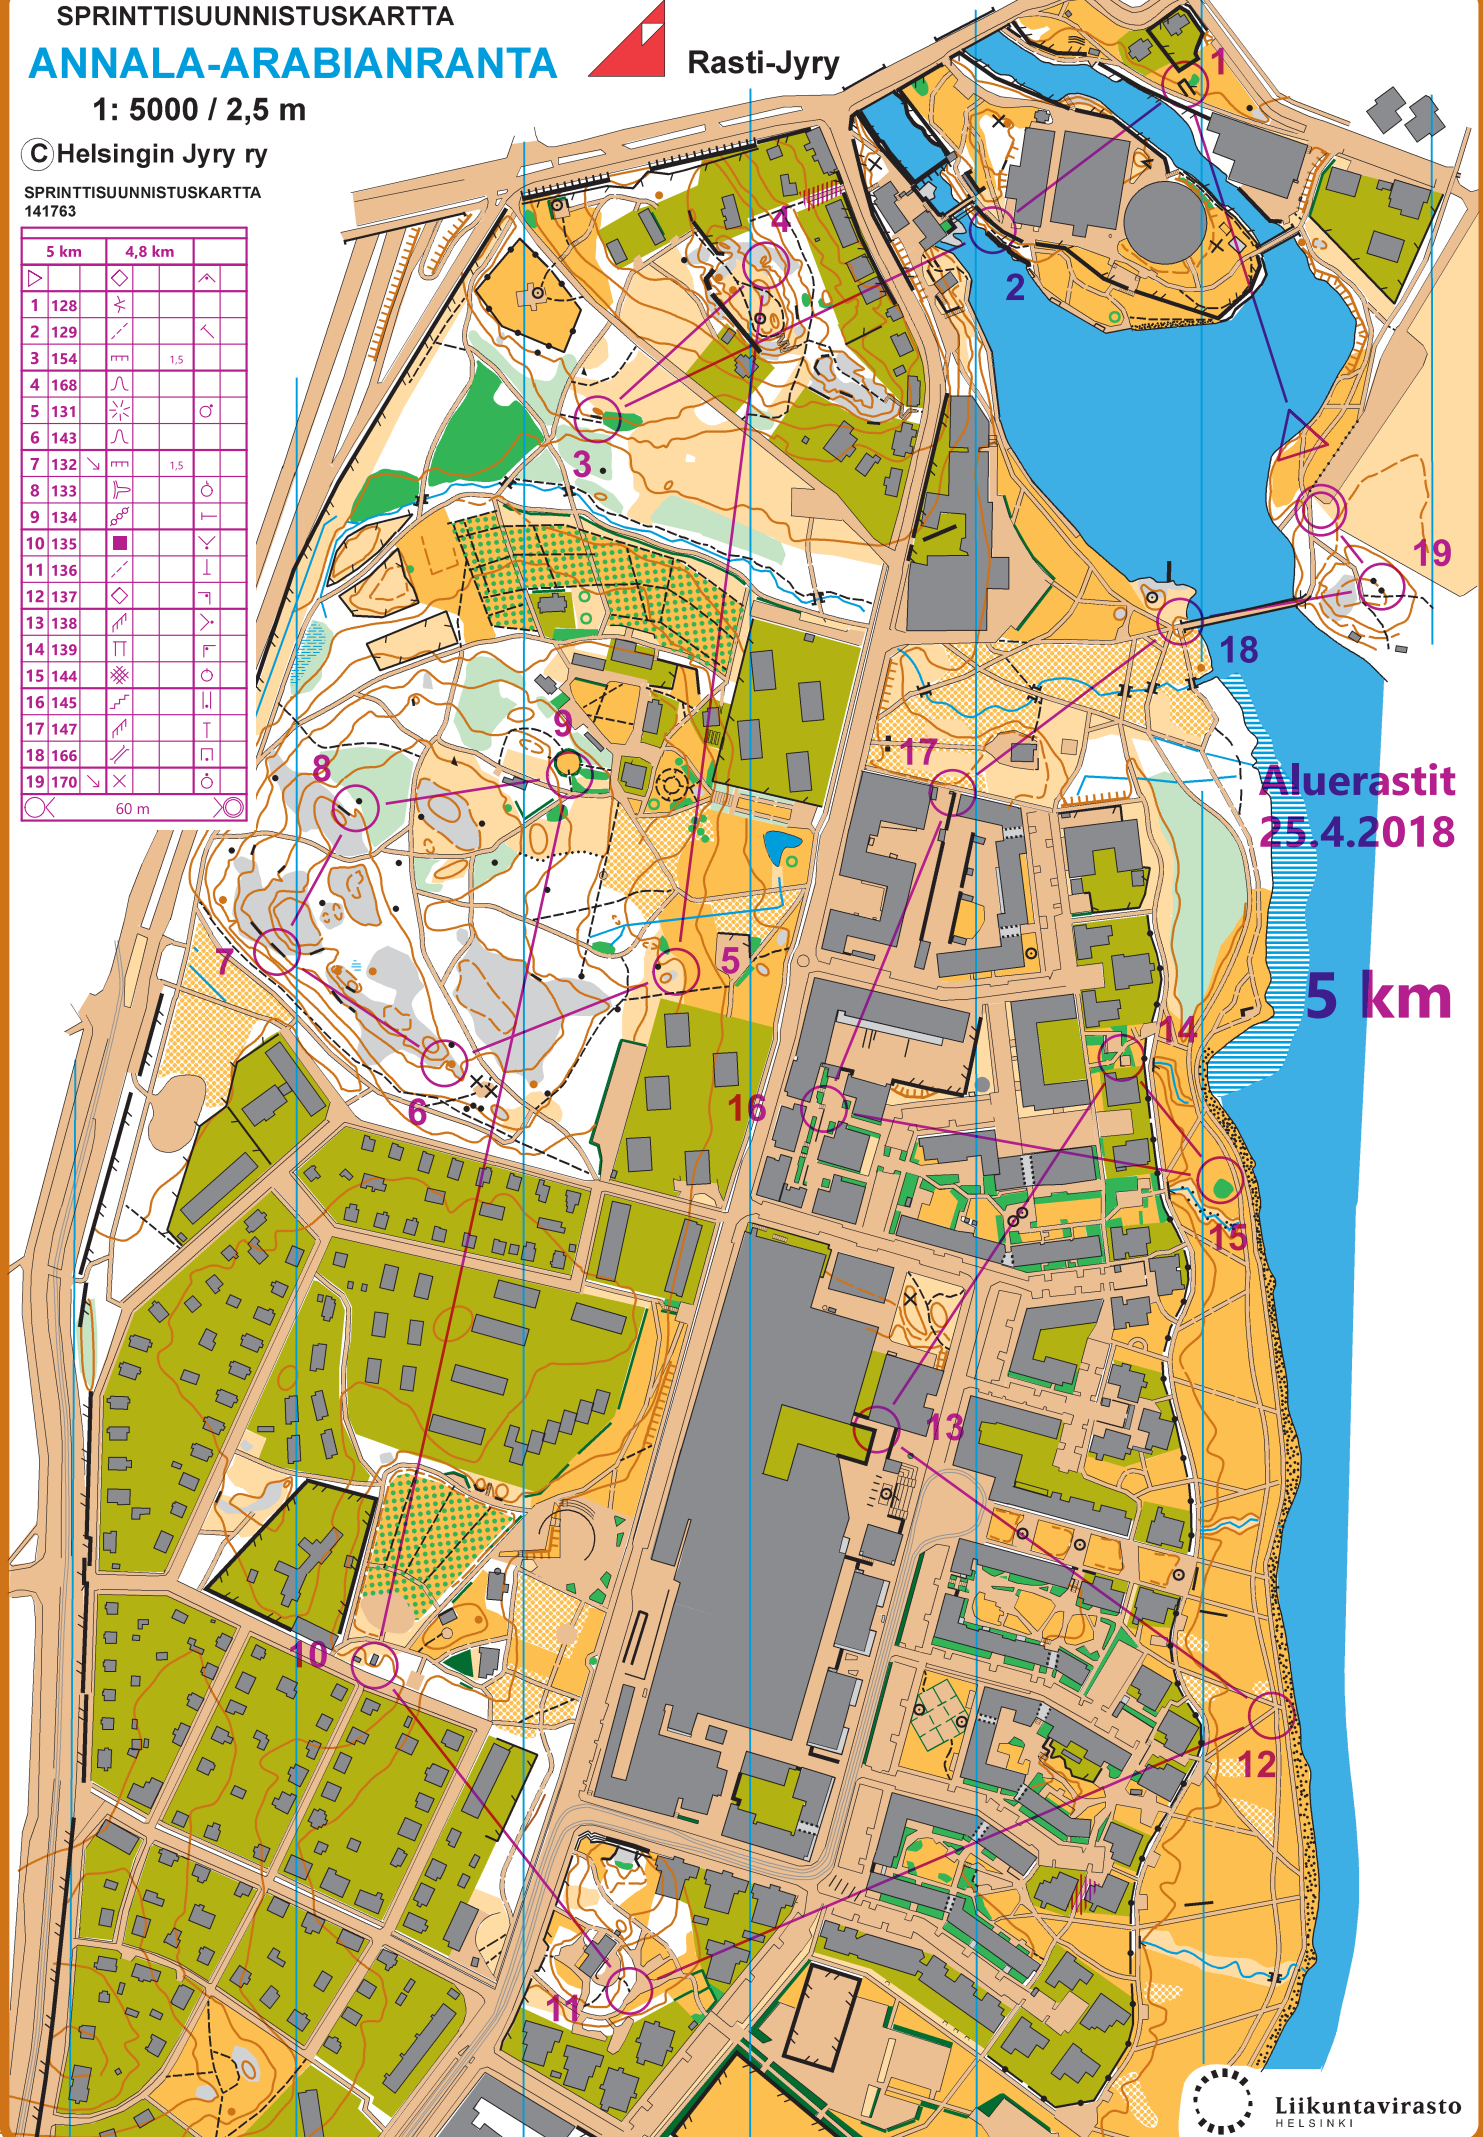 SPRINTTISUUNNISTUSKARTTA
ANNALA-ARABIANRANTA
1: 5000 / 2,5 m
Rasti-Jyry
C Helsingin Jyry ry
SPRINTTISUUNNISTUSKARTTA
141763
5 km 4,8 km
1 128
2 129
3 154 1,5
4 168
5 131
6 143
7 132 1,5
8 133
9 134
10 135
11 136
12 137
13 138
14 139
15 144
16 145
17 147
18 166
19 170
60 m
1
4
2
3
19
18
9
17
8
Aluerastit
25.4.2018
7
5
5 km
14
6
16
15
13
10
12
11
Liikuntavirasto
HELSINKI